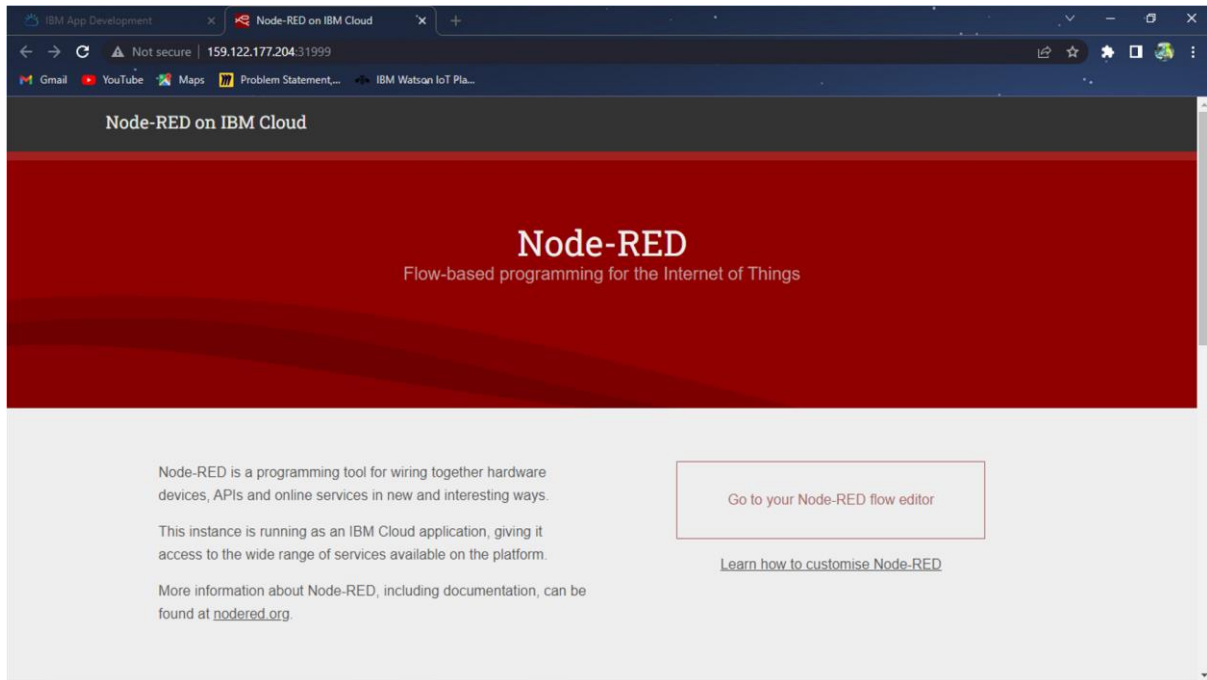 IBM App Development
Node-RED on IBM Cloud
Not secure | 159.122.177.204:31999
Gmail YouTube Maps Problem Statement,... IBM Watson IoT Pla...
Node-RED on IBM Cloud
Node-RED
Flow-based programming for the Internet of Things
Node-RED is a programming tool for wiring together hardware
devices, APIs and online services in new and interesting ways.
This instance is running as an IBM Cloud application, giving it
access to the wide range of services available on the platform.
More information about Node-RED, including documentation, can be
found at nodered.org.
Go to your Node-RED flow editor
Learn how to customise Node-RED